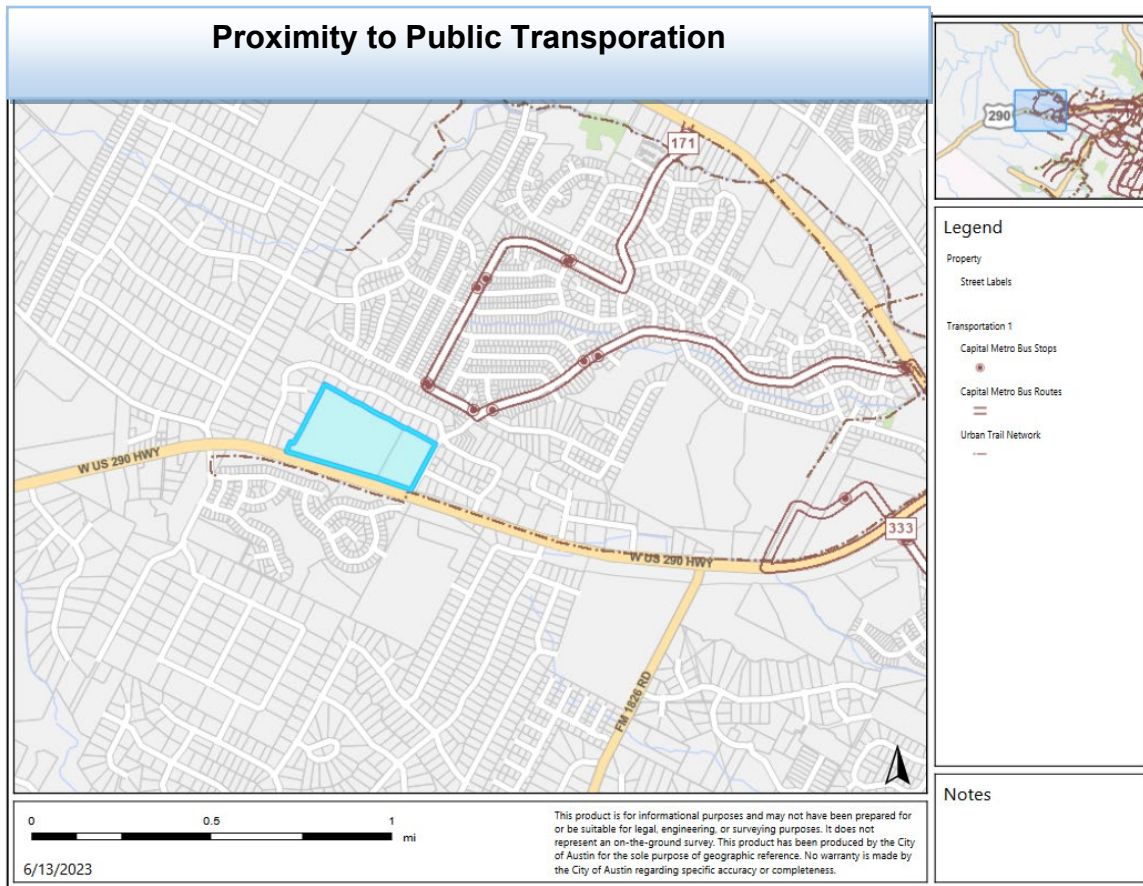 Proximity to Public Transporation
171
290
Legend
Property
Street Labels
Transportation 1
Capital Metro Bus Stops
Capital Metro Bus Routes
Urban Trail Network
W US 290 HWY
333
W US 290 HWY
FM 1826 RD
Notes
0 0.5 1
mi
6/13/2023
This product is for informational purposes and may not have been prepared for
or be suitable for legal, engineering, or surveying purposes. It does not
represent an on-the-ground survey. This product has been produced by the City
of Austin for the sole purpose of geographic reference. No warranty is made by
the City of Austin regarding specific accuracy or completeness.